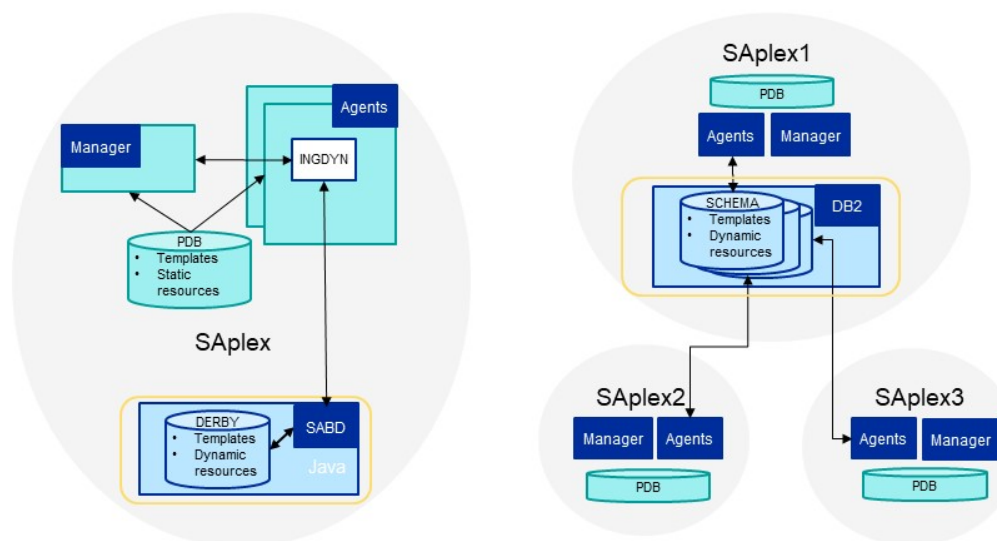 Agents
Manager
INGDYN
PDB
• Templates
• Static
resources
SAplex
DERBY
• Templates
• Dynamic
resources
SABD
Java
SAplex1
PDB
Agents
Manager
SCHEMA
• Templates
• Dynamic
resources
DB2
SAplex2
Manager
Agents
PDB
SAplex3
Agents
Manager
PDB